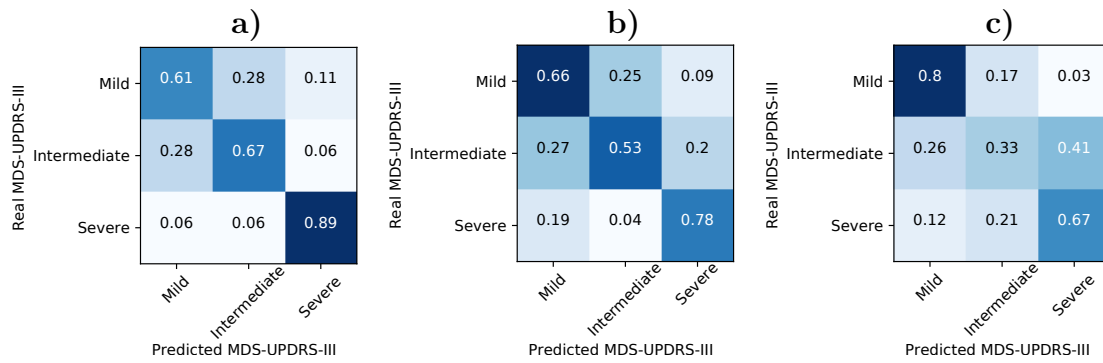 a)
Real MDS-UPDRS-III
Mild
Intermediate
Severe
0.61 0.28 0.11
0.28 0.67 0.06
0.06 0.06 0.89
Mild
Intermediate
Severe
Predicted MDS-UPDRS-III
b)
Real MDS-UPDRS-III
Mild
Intermediate
Severe
0.66 0.25 0.09
0.27 0.53 0.2
0.19 0.04 0.78
Mild
Intermediate
Severe
Predicted MDS-UPDRS-III
c)
Real MDS-UPDRS-III
Mild
Intermediate
Severe
0.8 0.17 0.03
0.26 0.33 0.41
0.12 0.21 0.67
Mild
Intermediate
Severe
Predicted MDS-UPDRS-III